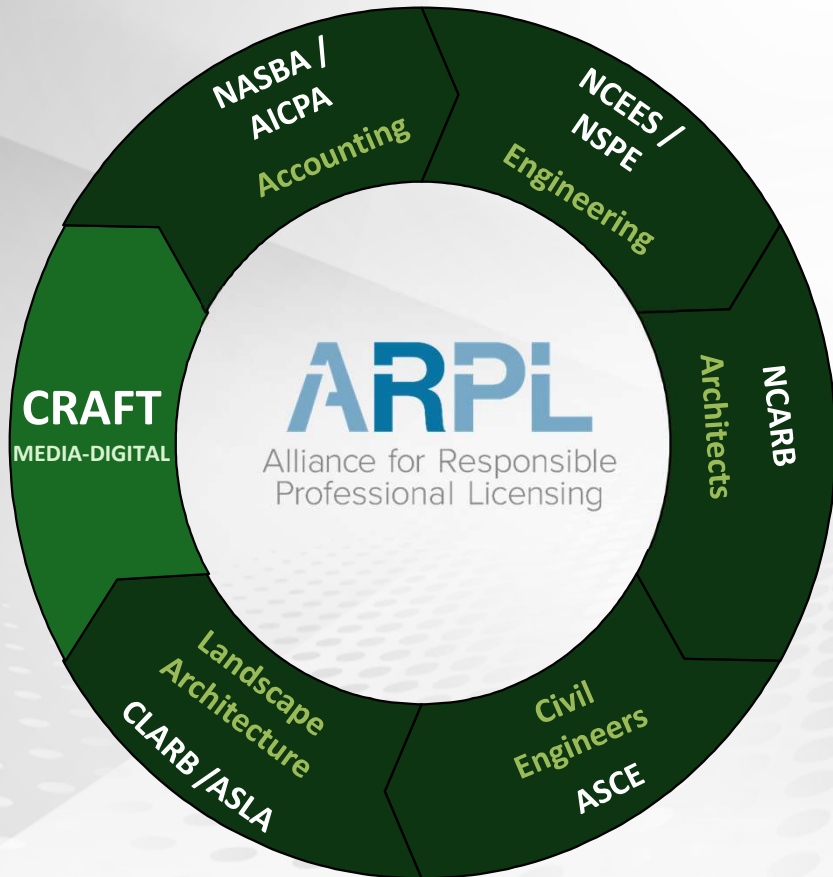 NASBA /
AICPA
Accounting
NCEES /
NSPE
Engineering
NCARB
Architects
Civil
Engineers
ASCE
Landscape
Architecture
CLARB /ASLA
CRAFT
MEDIA-DIGITAL
ARPL
Alliance for Responsible
Professional Licensing